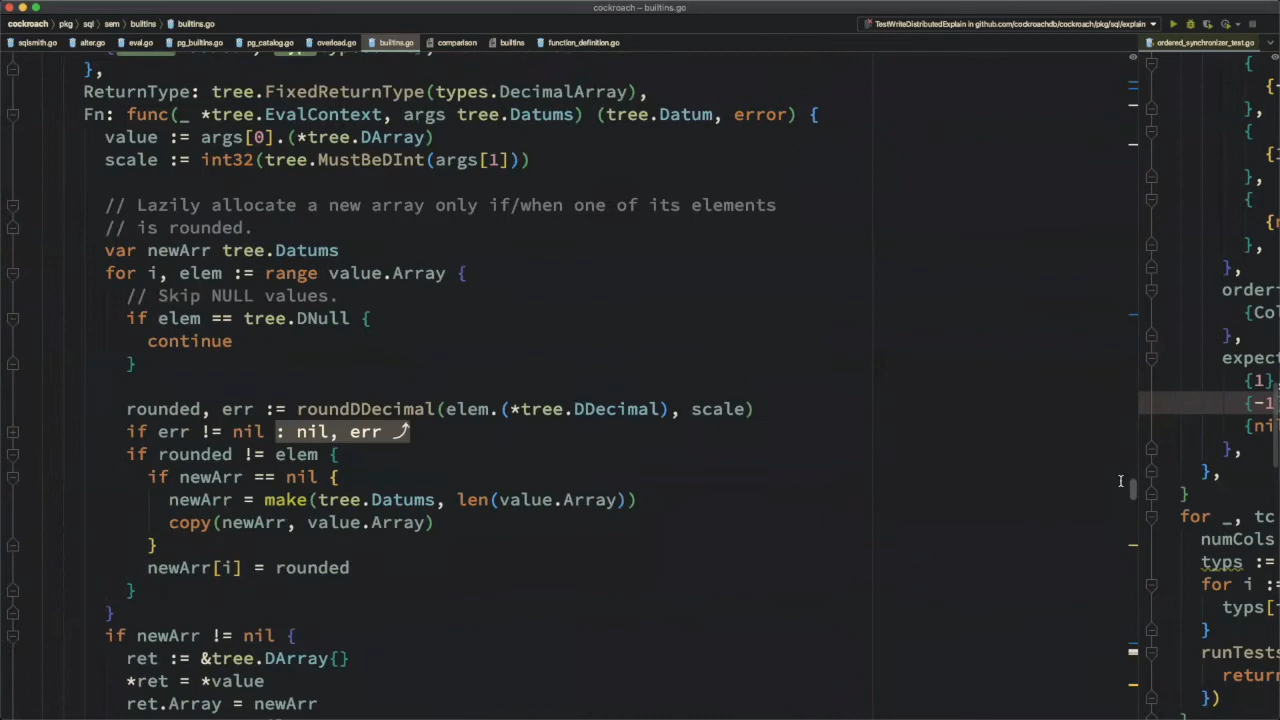 cockroach – builtins.go
cockroach › pkg › sql › sem › builtins › builtins.go
TestWriteDistributedExplain in github.com/cockroachdb/cockroach/pkg/sql/explain
sqlsmith.go alter.go eval.go pg_builtins.go pg_catalog.go overload.go builtins.go comparison builtins function_definition.go
ordered_synchronizer_test.go
},
ReturnType: tree.FixedReturnType(types.DecimalArray),
Fn: func(_ *tree.EvalContext, args tree.Datums) (tree.Datum, error) {
value := args[0].(*tree.DArray)
scale := int32(tree.MustBeDInt(args[1]))
// Lazily allocate a new array only if/when one of its elements
// is rounded.
var newArr tree.Datums
for i, elem := range value.Array {
// Skip NULL values.
if elem == tree.DNull {
continue
}
rounded, err := roundDDecimal(elem.(*tree.DDecimal), scale)
if err != nil : nil, err ⤴
if rounded != elem {
if newArr == nil {
newArr = make(tree.Datums, len(value.Array))
copy(newArr, value.Array)
}
newArr[i] = rounded
}
}
if newArr != nil {
ret := &tree.DArray{}
*ret = *value
ret.Array = newArr
{
{-
},
{
{
},
{
{n
},
},
orderi
{Co
},
expect
{1}
{-1
{ni
},
},
}
for _, tc
numCols
typs :=
for i :=
typs[
}
runTests
return
})